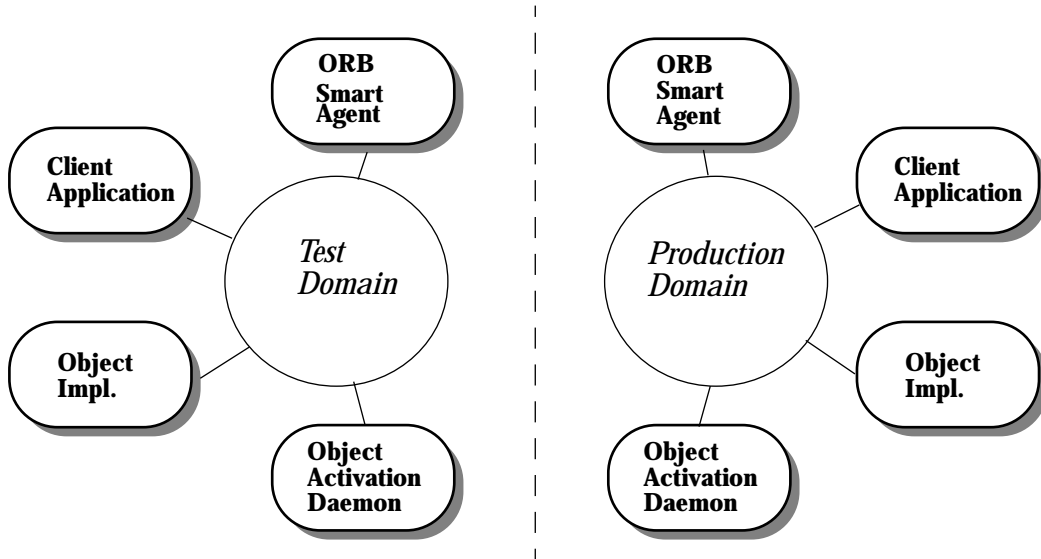 ORB
Smart
Agent
Client
Application
Test
Domain
Object
Impl.
Object
Activation
Daemon
ORB
Smart
Agent
Client
Application
Production
Domain
Object
Impl.
Object
Activation
Daemon